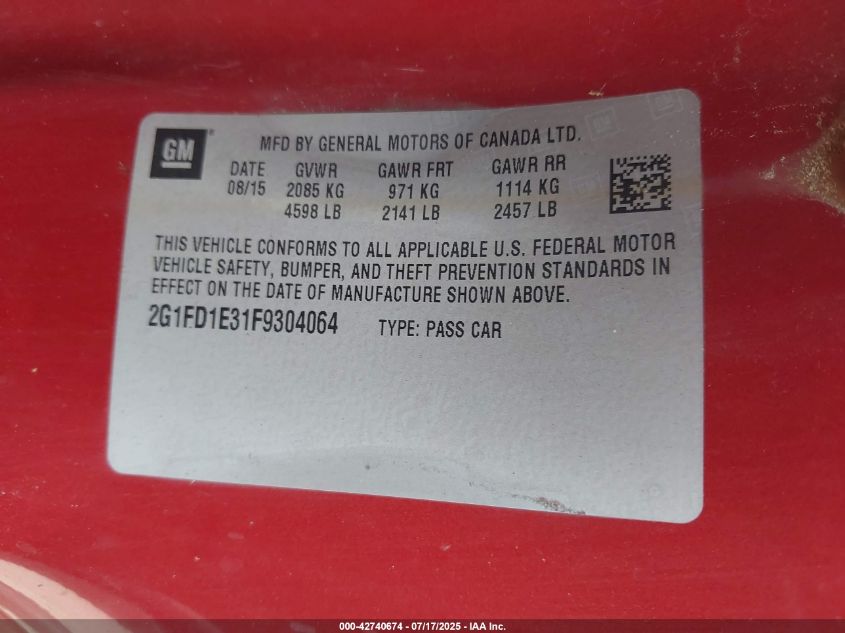 GM
MFD BY GENERAL MOTORS OF CANADA LTD.
DATE GVWR GAWR FRT GAWR RR
08/15 2085 KG 971 KG 1114 KG
4598 LB 2141 LB 2457 LB
THIS VEHICLE CONFORMS TO ALL APPLICABLE U.S. FEDERAL MOTOR
VEHICLE SAFETY, BUMPER, AND THEFT PREVENTION STANDARDS IN
EFFECT ON THE DATE OF MANUFACTURE SHOWN ABOVE.
2G1FD1E31F9304064 TYPE: PASS CAR
000-42740674 - 07/17/2025 - IAA Inc.